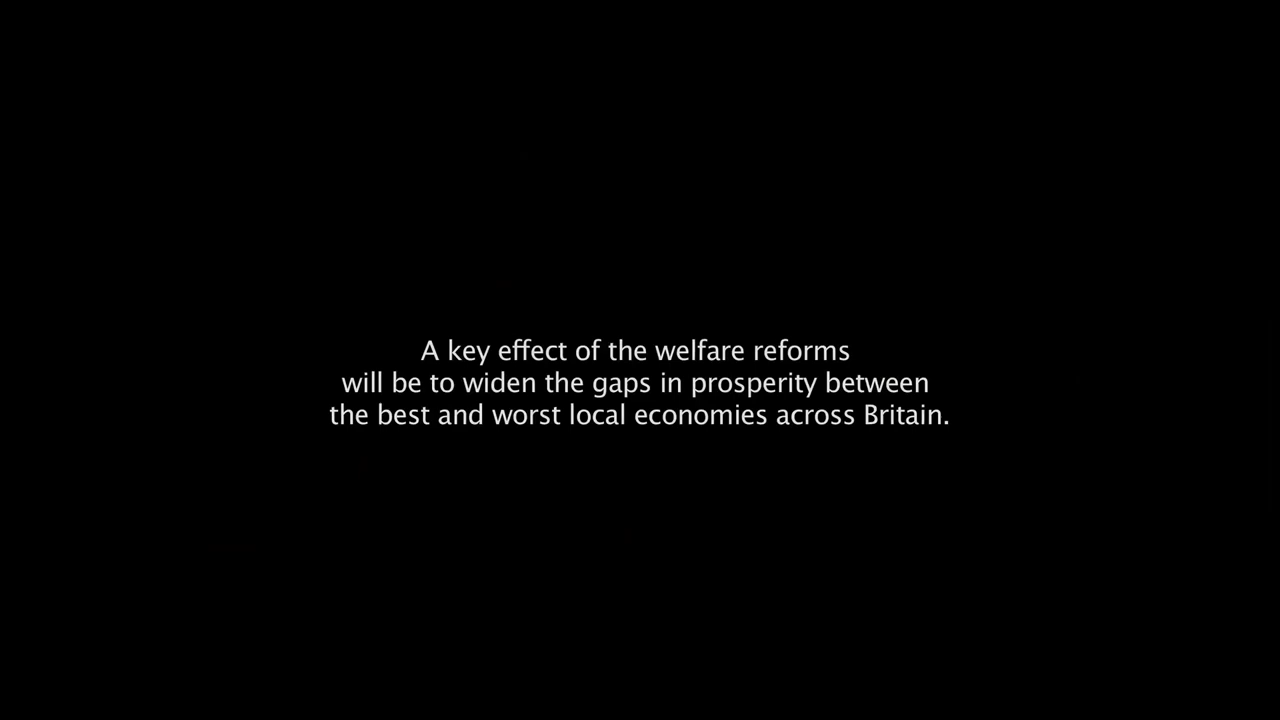 A key effect of the welfare reforms
will be to widen the gaps in prosperity between
the best and worst local economies across Britain.